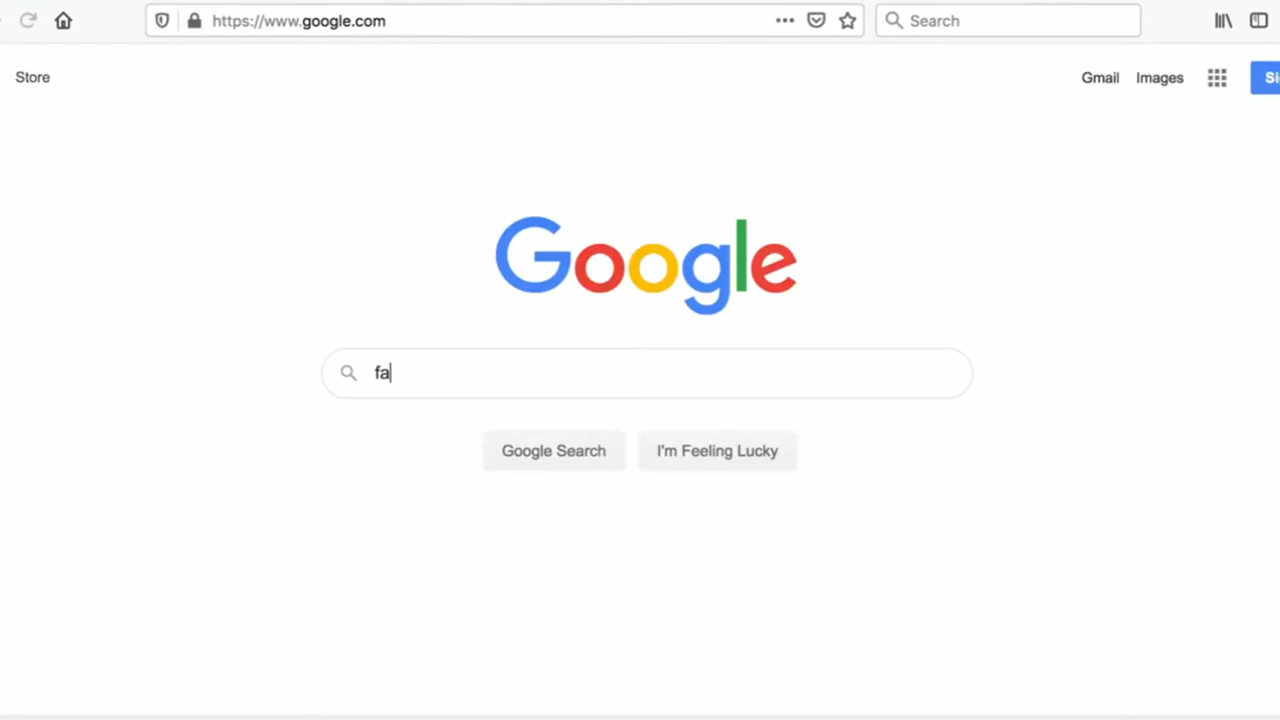 https://www.google.com
Search
Store
Gmail Images
Google
fa
Google Search
I'm Feeling Lucky